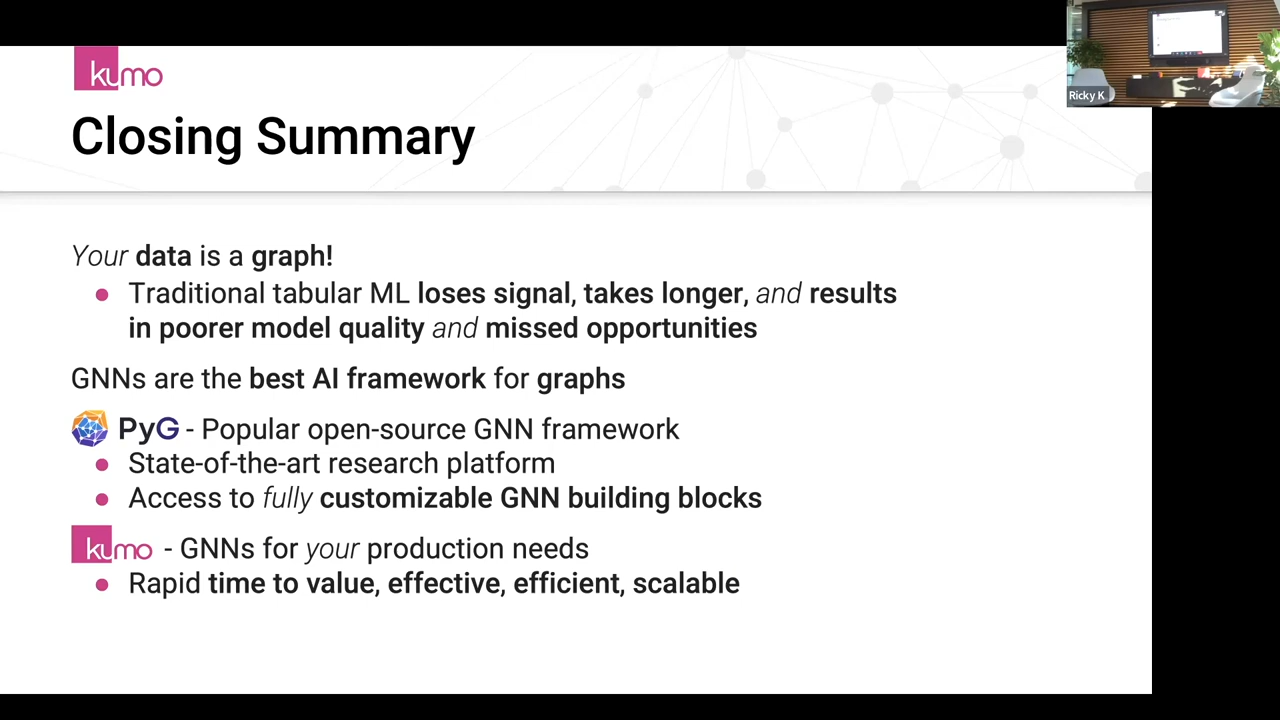 kumo
Ricky K
Closing Summary
Your data is a graph!
● Traditional tabular ML loses signal, takes longer, and results
in poorer model quality and missed opportunities
GNNs are the best AI framework for graphs
PyG - Popular open-source GNN framework
● State-of-the-art research platform
● Access to fully customizable GNN building blocks
kumo - GNNs for your production needs
● Rapid time to value, effective, efficient, scalable